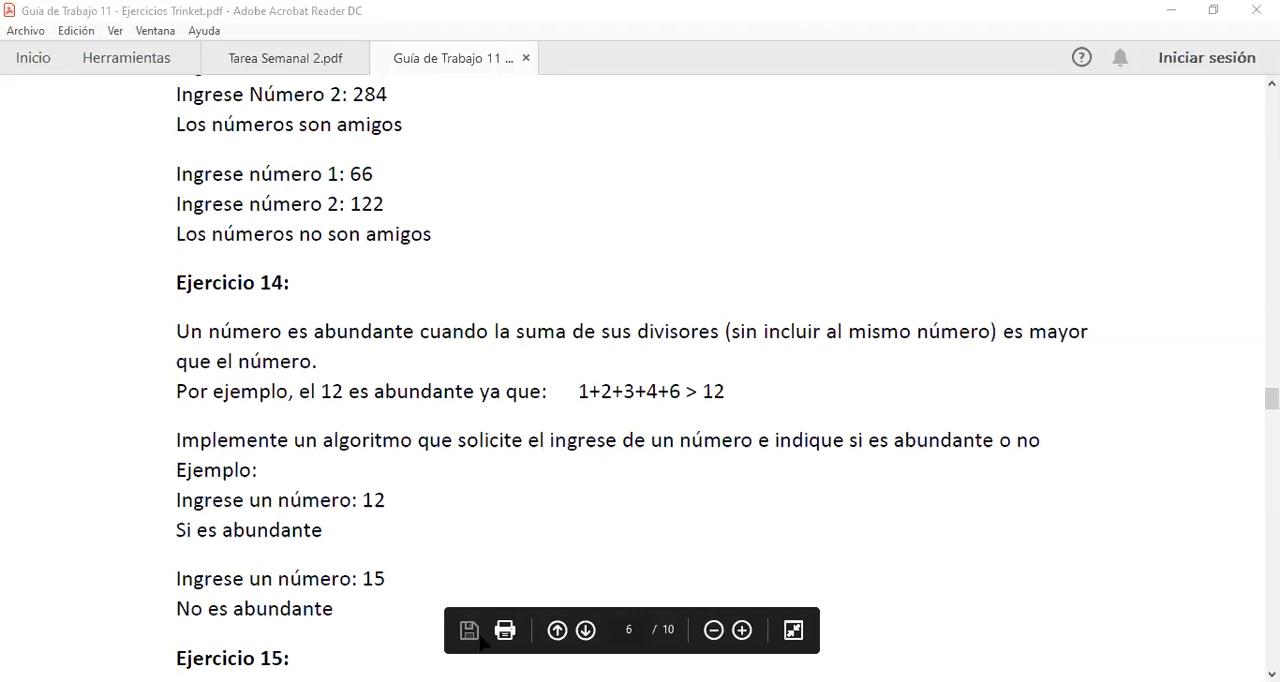 Guía de Trabajo 11 - Ejercicios Trinket.pdf - Adobe Acrobat Reader DC
Archivo Edición Ver Ventana Ayuda
Inicio Herramientas Tarea Semanal 2.pdf Guía de Trabajo 11 ... × Iniciar sesión
Ingrese Número 2: 284
Los números son amigos
Ingrese número 1: 66
Ingrese número 2: 122
Los números no son amigos
Ejercicio 14:
Un número es abundante cuando la suma de sus divisores (sin incluir al mismo número) es mayor
que el número.
Por ejemplo, el 12 es abundante ya que: 1+2+3+4+6 > 12
Implemente un algoritmo que solicite el ingrese de un número e indique si es abundante o no
Ejemplo:
Ingrese un número: 12
Si es abundante
Ingrese un número: 15
No es abundante
6 / 10
Ejercicio 15: